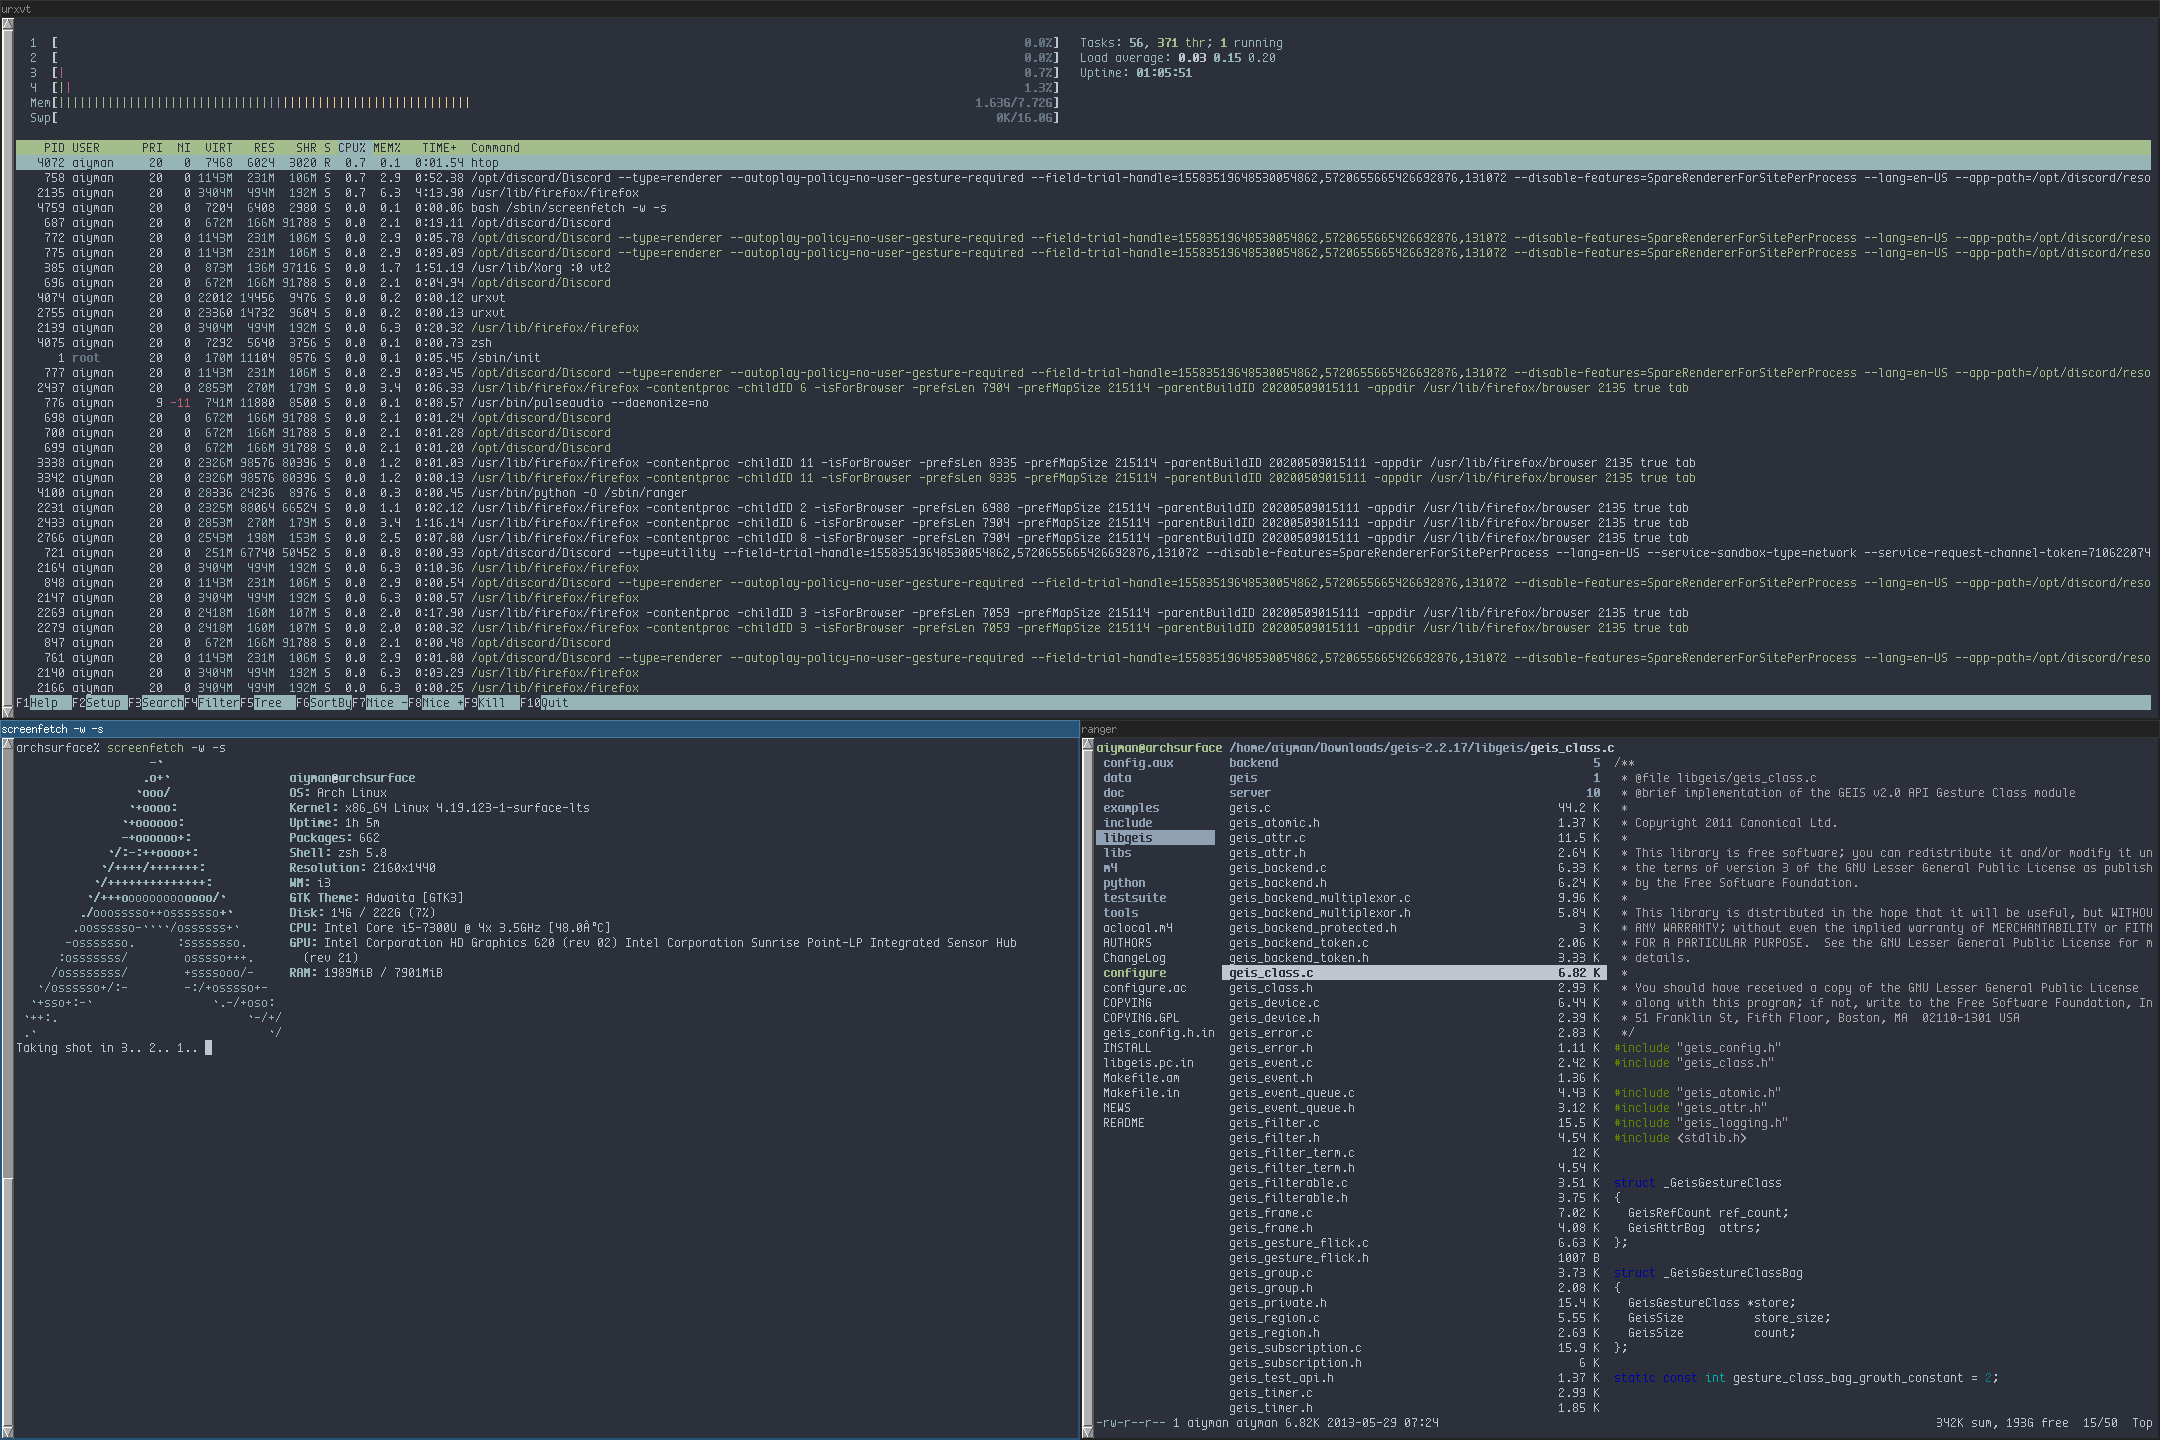 urxvt
1  [ 0.0%]
2  [ 0.0%]
3  [| 0.7%]
4  [|| 1.3%]
Mem[|||||||||||||||||||||||||||||||||||||||||||||||||||||||||| 1.63G/7.72G]
Swp[ 0K/16.0G]
Tasks: 56, 371 thr; 1 running
Load average: 0.03 0.15 0.20
Uptime: 01:05:51
PID USER PRI NI VIRT RES SHR S CPU% MEM% TIME+ Command
4072 aiyman 20 0 7468 6024 3020 R 0.7 0.1 0:01.54 htop
758 aiyman 20 0 1143M 231M 106M S 0.7 2.9 0:52.38 /opt/discord/Discord --type=renderer --autoplay-policy=no-user-gesture-required --field-trial-handle=15583519648530054862,5720655665426692876,131072 --disable-features=SpareRendererForSitePerProcess --lang=en-US --app-path=/opt/discord/reso
2135 aiyman 20 0 3404M 494M 192M S 0.7 6.3 4:13.90 /usr/lib/firefox/firefox
4759 aiyman 20 0 7204 6408 2980 S 0.0 0.1 0:00.06 bash /sbin/screenfetch -w -s
687 aiyman 20 0 672M 166M 91788 S 0.0 2.1 0:19.11 /opt/discord/Discord
772 aiyman 20 0 1143M 231M 106M S 0.0 2.9 0:05.78 /opt/discord/Discord --type=renderer --autoplay-policy=no-user-gesture-required --field-trial-handle=15583519648530054862,5720655665426692876,131072 --disable-features=SpareRendererForSitePerProcess --lang=en-US --app-path=/opt/discord/reso
775 aiyman 20 0 1143M 231M 106M S 0.0 2.9 0:09.09 /opt/discord/Discord --type=renderer --autoplay-policy=no-user-gesture-required --field-trial-handle=15583519648530054862,5720655665426692876,131072 --disable-features=SpareRendererForSitePerProcess --lang=en-US --app-path=/opt/discord/reso
385 aiyman 20 0 873M 136M 97116 S 0.0 1.7 1:51.19 /usr/lib/Xorg :0 vt2
696 aiyman 20 0 672M 166M 91788 S 0.0 2.1 0:04.94 /opt/discord/Discord
4074 aiyman 20 0 22012 14456 9476 S 0.0 0.2 0:00.12 urxvt
2755 aiyman 20 0 23360 14732 9604 S 0.0 0.2 0:00.13 urxvt
2139 aiyman 20 0 3404M 494M 192M S 0.0 6.3 0:20.32 /usr/lib/firefox/firefox
4075 aiyman 20 0 7292 5640 3756 S 0.0 0.1 0:00.73 zsh
1 root 20 0 170M 11104 8576 S 0.0 0.1 0:05.45 /sbin/init
777 aiyman 20 0 1143M 231M 106M S 0.0 2.9 0:03.45 /opt/discord/Discord --type=renderer --autoplay-policy=no-user-gesture-required --field-trial-handle=15583519648530054862,5720655665426692876,131072 --disable-features=SpareRendererForSitePerProcess --lang=en-US --app-path=/opt/discord/reso
2437 aiyman 20 0 2853M 270M 179M S 0.0 3.4 0:06.33 /usr/lib/firefox/firefox -contentproc -childID 6 -isForBrowser -prefsLen 7904 -prefMapSize 215114 -parentBuildID 20200509015111 -appdir /usr/lib/firefox/browser 2135 true tab
776 aiyman 9 -11 741M 11880 8500 S 0.0 0.1 0:08.57 /usr/bin/pulseaudio --daemonize=no
698 aiyman 20 0 672M 166M 91788 S 0.0 2.1 0:01.24 /opt/discord/Discord
700 aiyman 20 0 672M 166M 91788 S 0.0 2.1 0:01.28 /opt/discord/Discord
699 aiyman 20 0 672M 166M 91788 S 0.0 2.1 0:01.20 /opt/discord/Discord
3338 aiyman 20 0 2326M 98576 80396 S 0.0 1.2 0:01.03 /usr/lib/firefox/firefox -contentproc -childID 11 -isForBrowser -prefsLen 8335 -prefMapSize 215114 -parentBuildID 20200509015111 -appdir /usr/lib/firefox/browser 2135 true tab
3342 aiyman 20 0 2326M 98576 80396 S 0.0 1.2 0:00.13 /usr/lib/firefox/firefox -contentproc -childID 11 -isForBrowser -prefsLen 8335 -prefMapSize 215114 -parentBuildID 20200509015111 -appdir /usr/lib/firefox/browser 2135 true tab
4100 aiyman 20 0 28336 24236 8976 S 0.0 0.3 0:00.45 /usr/bin/python -O /sbin/ranger
2231 aiyman 20 0 2325M 88064 66524 S 0.0 1.1 0:02.12 /usr/lib/firefox/firefox -contentproc -childID 2 -isForBrowser -prefsLen 6988 -prefMapSize 215114 -parentBuildID 20200509015111 -appdir /usr/lib/firefox/browser 2135 true tab
2433 aiyman 20 0 2853M 270M 179M S 0.0 3.4 1:16.14 /usr/lib/firefox/firefox -contentproc -childID 6 -isForBrowser -prefsLen 7904 -prefMapSize 215114 -parentBuildID 20200509015111 -appdir /usr/lib/firefox/browser 2135 true tab
2766 aiyman 20 0 2543M 198M 153M S 0.0 2.5 0:07.80 /usr/lib/firefox/firefox -contentproc -childID 8 -isForBrowser -prefsLen 7904 -prefMapSize 215114 -parentBuildID 20200509015111 -appdir /usr/lib/firefox/browser 2135 true tab
721 aiyman 20 0 251M 67740 50452 S 0.0 0.8 0:00.93 /opt/discord/Discord --type=utility --field-trial-handle=15583519648530054862,5720655665426692876,131072 --disable-features=SpareRendererForSitePerProcess --lang=en-US --service-sandbox-type=network --service-request-channel-token=710622074
2164 aiyman 20 0 3404M 494M 192M S 0.0 6.3 0:10.36 /usr/lib/firefox/firefox
848 aiyman 20 0 1143M 231M 106M S 0.0 2.9 0:00.54 /opt/discord/Discord --type=renderer --autoplay-policy=no-user-gesture-required --field-trial-handle=15583519648530054862,5720655665426692876,131072 --disable-features=SpareRendererForSitePerProcess --lang=en-US --app-path=/opt/discord/reso
2147 aiyman 20 0 3404M 494M 192M S 0.0 6.3 0:00.57 /usr/lib/firefox/firefox
2269 aiyman 20 0 2418M 160M 107M S 0.0 2.0 0:17.90 /usr/lib/firefox/firefox -contentproc -childID 3 -isForBrowser -prefsLen 7059 -prefMapSize 215114 -parentBuildID 20200509015111 -appdir /usr/lib/firefox/browser 2135 true tab
2279 aiyman 20 0 2418M 160M 107M S 0.0 2.0 0:00.32 /usr/lib/firefox/firefox -contentproc -childID 3 -isForBrowser -prefsLen 7059 -prefMapSize 215114 -parentBuildID 20200509015111 -appdir /usr/lib/firefox/browser 2135 true tab
847 aiyman 20 0 672M 166M 91788 S 0.0 2.1 0:00.48 /opt/discord/Discord
761 aiyman 20 0 1143M 231M 106M S 0.0 2.9 0:01.80 /opt/discord/Discord --type=renderer --autoplay-policy=no-user-gesture-required --field-trial-handle=15583519648530054862,5720655665426692876,131072 --disable-features=SpareRendererForSitePerProcess --lang=en-US --app-path=/opt/discord/reso
2140 aiyman 20 0 3404M 494M 192M S 0.0 6.3 0:03.29 /usr/lib/firefox/firefox
2166 aiyman 20 0 3404M 494M 192M S 0.0 6.3 0:00.25 /usr/lib/firefox/firefox
F1Help F2Setup F3SearchF4FilterF5Tree F6SortByF7Nice -F8Nice +F9Kill F10Quit
screenfetch -w -s
archsurface% screenfetch -w -s
-`
.o+`
`ooo/
`+oooo:
`+oooooo:
-+oooooo+:
`/:-:++oooo+:
`/++++/+++++++:
`/++++++++++++++:
`/+++ooooooooooooo/`
./ooosssso++osssssso+`
.oossssso-````/ossssss+`
-osssssso.      :ssssssso.
:osssssss/        osssso+++.
/ossssssss/        +ssssooo/-
`/ossssso+/:-        -:/+osssso+-
`+sso+:-`                 `.-/+oso:
`++:.                           `-/+/
.`                                 `/
aiyman@archsurface
OS: Arch Linux
Kernel: x86_64 Linux 4.19.123-1-surface-lts
Uptime: 1h 5m
Packages: 662
Shell: zsh 5.8
Resolution: 2160x1440
WM: i3
GTK Theme: Adwaita [GTK3]
Disk: 14G / 222G (7%)
CPU: Intel Core i5-7300U @ 4x 3.5GHz [48.0Â°C]
GPU: Intel Corporation HD Graphics 620 (rev 02) Intel Corporation Sunrise Point-LP Integrated Sensor Hub
(rev 21)
RAM: 1989MiB / 7901MiB
Taking shot in 3.. 2.. 1..
ranger
aiyman@archsurface /home/aiyman/Downloads/geis-2.2.17/libgeis/geis_class.c
config.aux
data
doc
examples
include
libgeis
libs
m4
python
testsuite
tools
aclocal.m4
AUTHORS
ChangeLog
configure
configure.ac
COPYING
COPYING.GPL
geis_config.h.in
INSTALL
libgeis.pc.in
Makefile.am
Makefile.in
NEWS
README
backend 5
geis 1
server 10
geis.c 44.2 K
geis_atomic.h 1.37 K
geis_attr.c 11.5 K
geis_attr.h 2.64 K
geis_backend.c 6.33 K
geis_backend.h 6.24 K
geis_backend_multiplexor.c 9.96 K
geis_backend_multiplexor.h 5.84 K
geis_backend_protected.h 3 K
geis_backend_token.c 2.06 K
geis_backend_token.h 3.33 K
geis_class.c 6.82 K
geis_class.h 2.93 K
geis_device.c 6.44 K
geis_device.h 2.39 K
geis_error.c 2.83 K
geis_error.h 1.11 K
geis_event.c 2.42 K
geis_event.h 1.36 K
geis_event_queue.c 4.43 K
geis_event_queue.h 3.12 K
geis_filter.c 15.5 K
geis_filter.h 4.54 K
geis_filter_term.c 12 K
geis_filter_term.h 4.54 K
geis_filterable.c 3.51 K
geis_filterable.h 3.75 K
geis_frame.c 7.02 K
geis_frame.h 4.08 K
geis_gesture_flick.c 6.63 K
geis_gesture_flick.h 1007 B
geis_group.c 3.73 K
geis_group.h 2.08 K
geis_private.h 15.4 K
geis_region.c 5.55 K
geis_region.h 2.69 K
geis_subscription.c 15.9 K
geis_subscription.h 6 K
geis_test_api.h 1.37 K
geis_timer.c 2.99 K
geis_timer.h 1.85 K
/**
* @file libgeis/geis_class.c
* @brief implementation of the GEIS v2.0 API Gesture Class module
*
* Copyright 2011 Canonical Ltd.
*
* This library is free software; you can redistribute it and/or modify it un
* the terms of version 3 of the GNU Lesser General Public License as publish
* by the Free Software Foundation.
*
* This library is distributed in the hope that it will be useful, but WITHOU
* ANY WARRANTY; without even the implied warranty of MERCHANTABILITY or FITN
* FOR A PARTICULAR PURPOSE.  See the GNU Lesser General Public License for m
* details.
*
* You should have received a copy of the GNU Lesser General Public License
* along with this program; if not, write to the Free Software Foundation, In
* 51 Franklin St, Fifth Floor, Boston, MA  02110-1301 USA
*/
#include "geis_config.h"
#include "geis_class.h"
#include "geis_atomic.h"
#include "geis_attr.h"
#include "geis_logging.h"
#include <stdlib.h>
struct _GeisGestureClass
{
GeisRefCount ref_count;
GeisAttrBag  attrs;
};
struct _GeisGestureClassBag
{
GeisGestureClass *store;
GeisSize          store_size;
GeisSize          count;
};
static const int gesture_class_bag_growth_constant = 2;
-rw-r--r-- 1 aiyman aiyman 6.82K 2013-05-29 07:24
342K sum, 193G free  15/50  Top